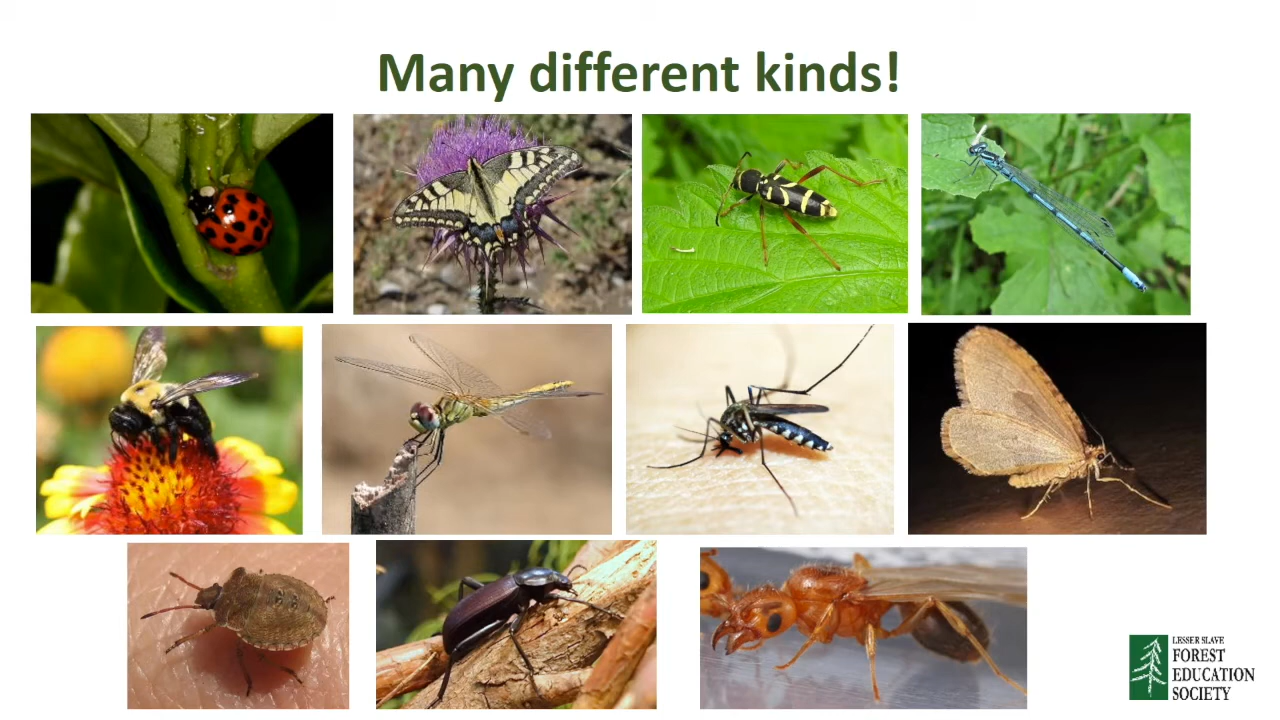 Many different kinds!
LESSER SLAVE
FOREST
EDUCATION
SOCIETY